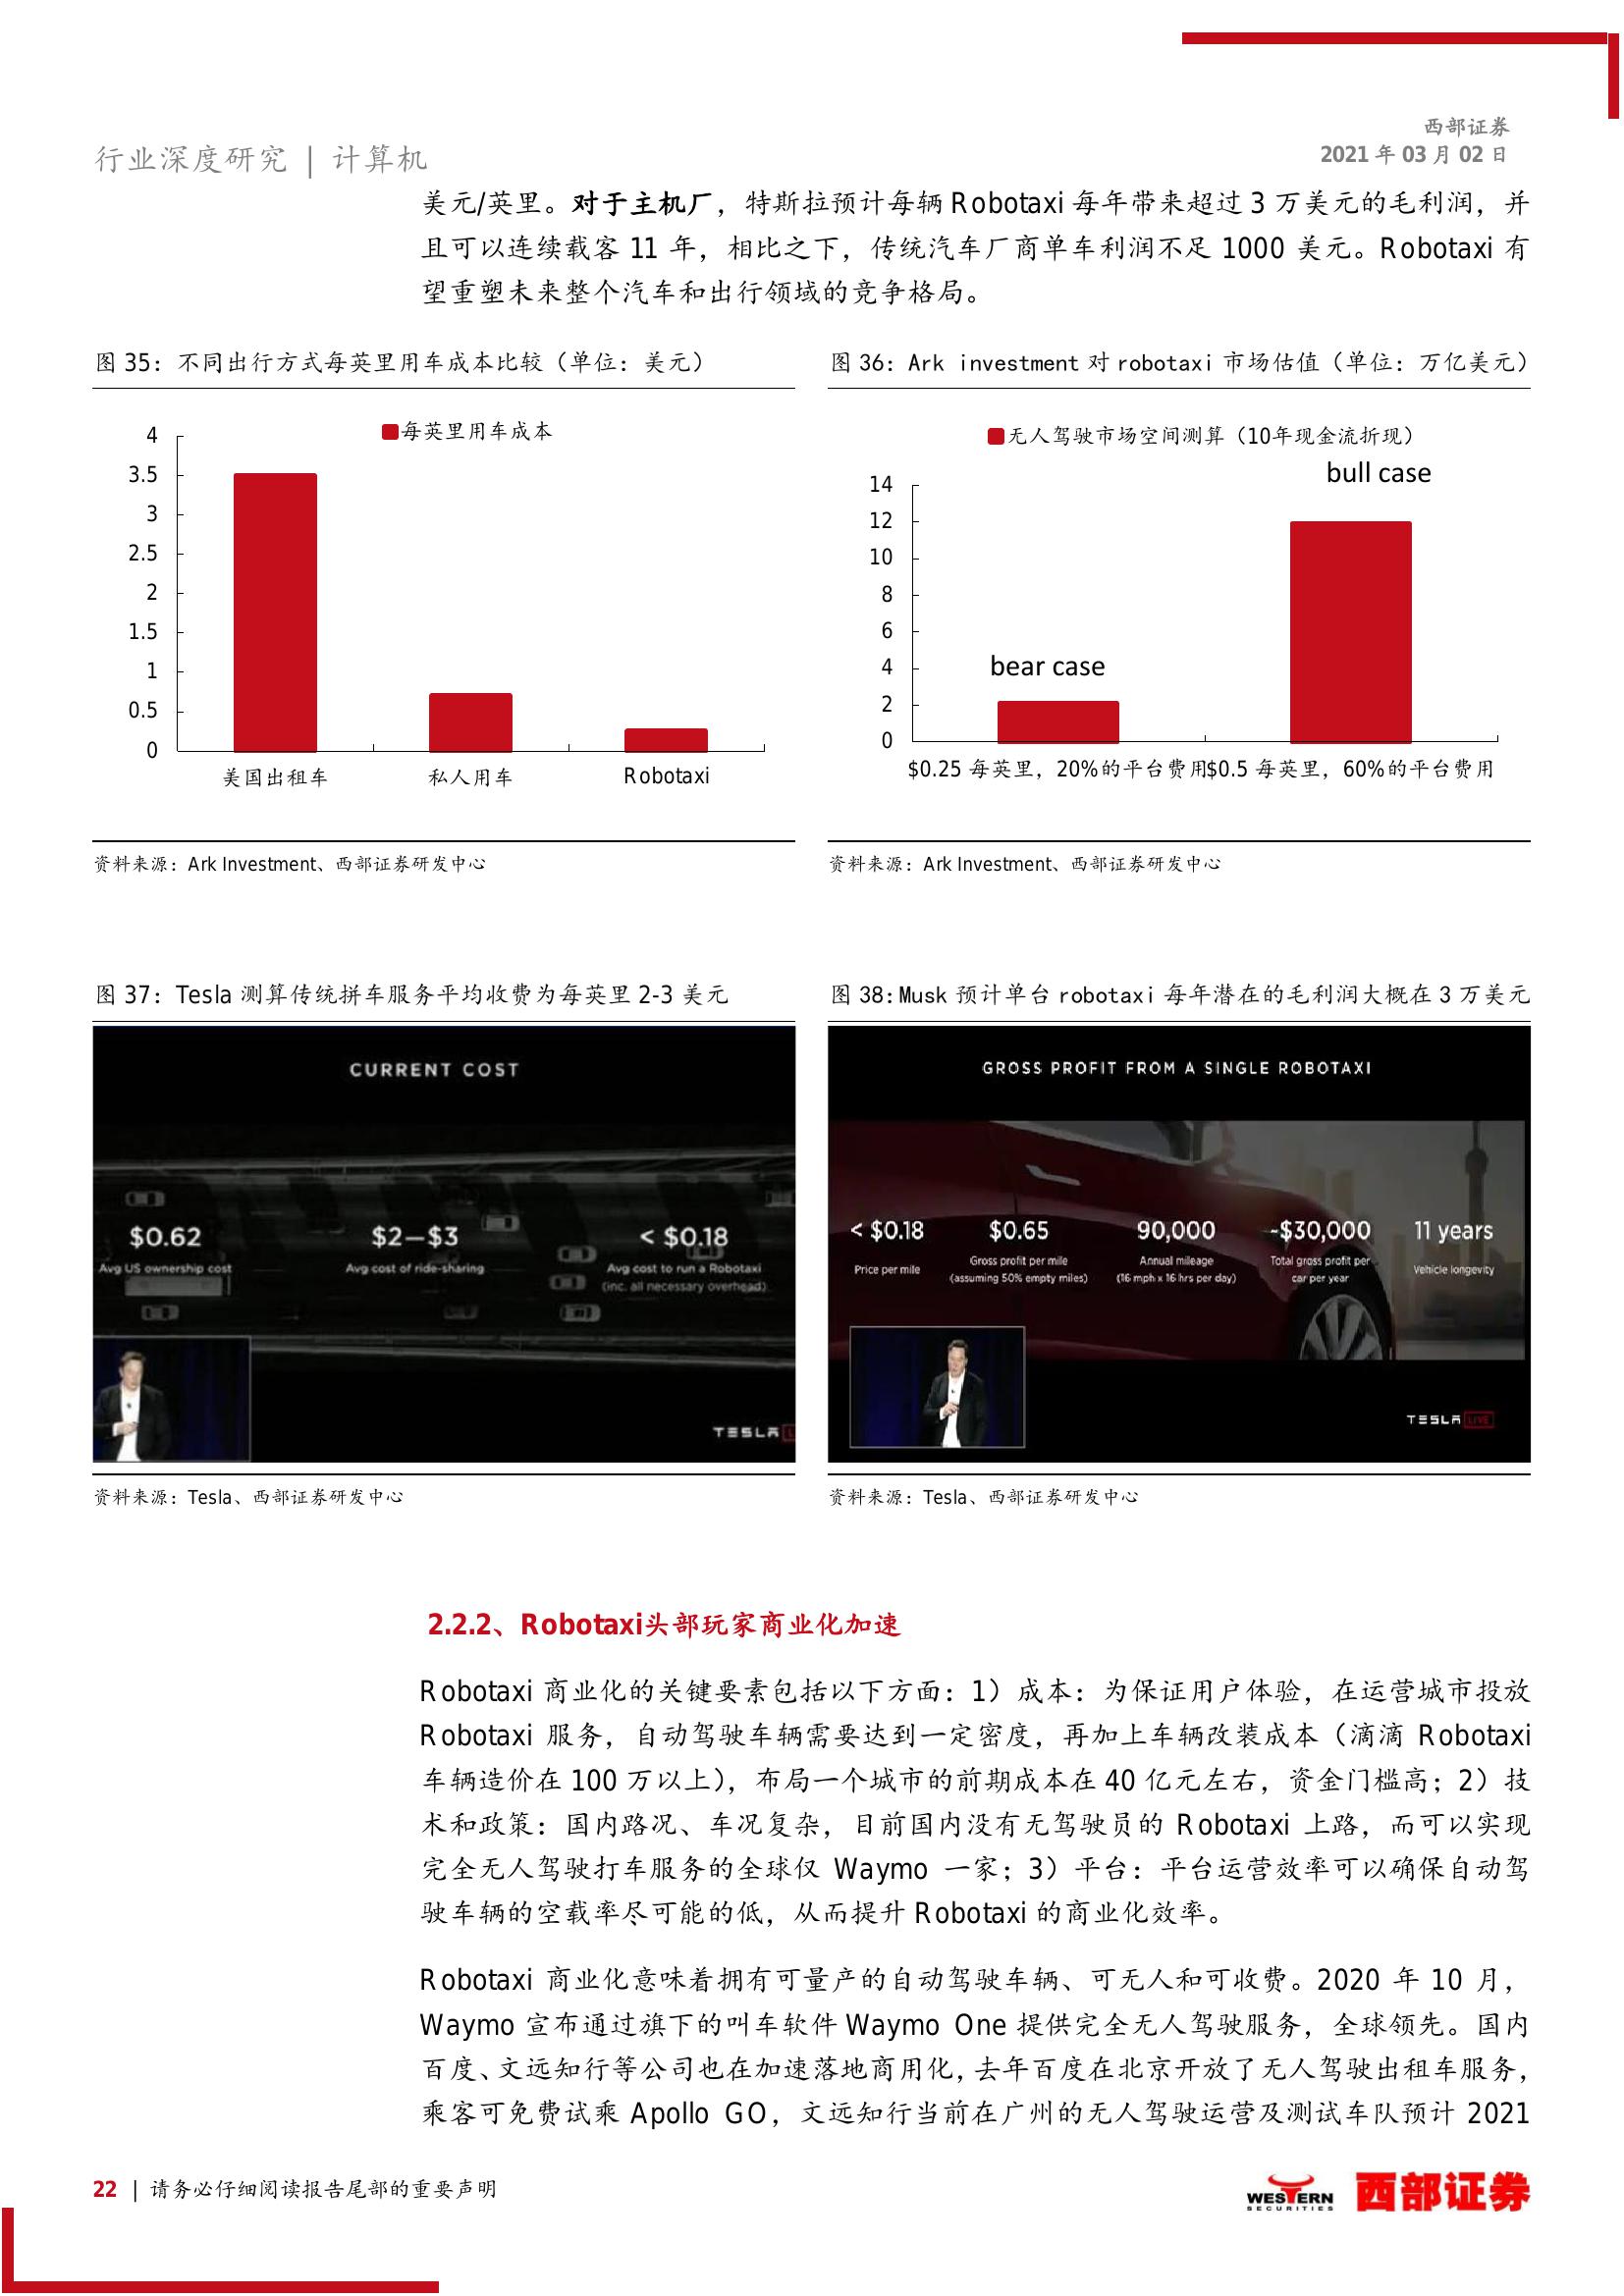 西部证券
2021 年 03 月 02 日
行业深度研究 | 计算机
美元/英里。对于主机厂，特斯拉预计每辆 Robotaxi 每年带来超过 3 万美元的毛利润，并
且可以连续载客 11 年，相比之下，传统汽车厂商单车利润不足 1000 美元。Robotaxi 有
望重塑未来整个汽车和出行领域的竞争格局。
图 35：不同出行方式每英里用车成本比较（单位：美元）
每英里用车成本
4
3.5
3
2.5
2
1.5
1
0.5
0
美国出租车
私人用车
Robotaxi
资料来源：Ark Investment、西部证券研发中心
图 36：Ark investment 对 robotaxi 市场估值（单位：万亿美元）
无人驾驶市场空间测算（10年现金流折现）
bull case
14
12
10
8
6
4
2
0
bear case
$0.25 每英里，20%的平台费用
$0.5 每英里，60%的平台费用
资料来源：Ark Investment、西部证券研发中心
图 37：Tesla 测算传统拼车服务平均收费为每英里 2-3 美元
CURRENT COST
$0.62
Avg US ownership cost
$2—$3
Avg cost of ride-sharing
< $0.18
Avg cost to run a Robotaxi
(inc. all necessary overhead)
TESLA
资料来源：Tesla、西部证券研发中心
图 38：Musk 预计单台 robotaxi 每年潜在的毛利润大概在 3 万美元
GROSS PROFIT FROM A SINGLE ROBOTAXI
< $0.18
Price per mile
$0.65
Gross profit per mile
(assuming 50% empty miles)
90,000
Annual mileage
(16 mph x 16 hrs per day)
~$30,000
Total gross profit per
car per year
11 years
Vehicle longevity
TESLA LIVE
资料来源：Tesla、西部证券研发中心
2.2.2、Robotaxi头部玩家商业化加速
Robotaxi 商业化的关键要素包括以下方面：1）成本：为保证用户体验，在运营城市投放
Robotaxi 服务，自动驾驶车辆需要达到一定密度，再加上车辆改装成本（滴滴 Robotaxi
车辆造价在 100 万以上），布局一个城市的前期成本在 40 亿元左右，资金门槛高；2）技
术和政策：国内路况、车况复杂，目前国内没有无驾驶员的 Robotaxi 上路，而可以实现
完全无人驾驶打车服务的全球仅 Waymo 一家；3）平台：平台运营效率可以确保自动驾
驶车辆的空载率尽可能的低，从而提升 Robotaxi 的商业化效率。
Robotaxi 商业化意味着拥有可量产的自动驾驶车辆、可无人和可收费。2020 年 10 月，
Waymo 宣布通过旗下的叫车软件 Waymo One 提供完全无人驾驶服务，全球领先。国内
百度、文远知行等公司也在加速落地商用化，去年百度在北京开放了无人驾驶出租车服务，
乘客可免费试乘 Apollo GO，文远知行当前在广州的无人驾驶运营及测试车队预计 2021
22 | 请务必仔细阅读报告尾部的重要声明
WESTERN
SECURITIES
西部证券